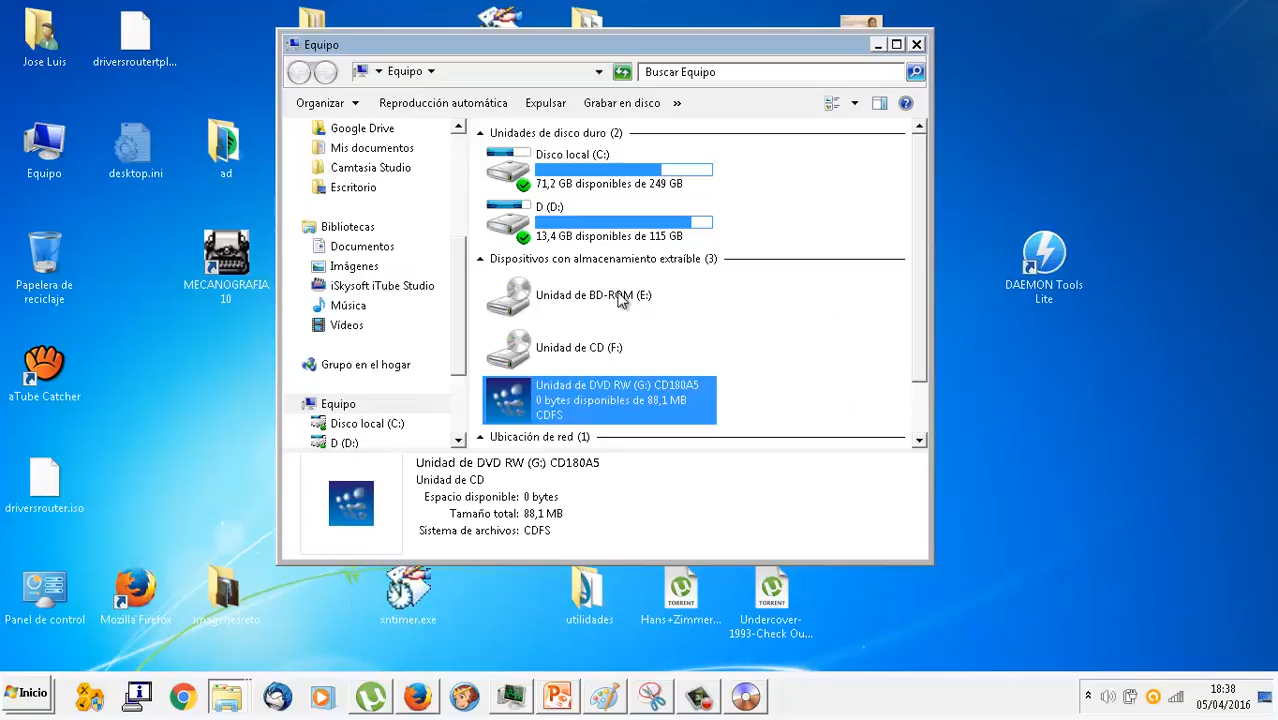 Jose Luis
driversroutertpl...
Equipo
desktop.ini
ad
Papelera de
reciclaje
MECANOGRAFIA
10
aTube Catcher
driversrouter.iso
Panel de control
Mozilla Firefox
imagenesreto
xntimer.exe
utilidades
TORRENT
Hans+Zimmer...
TORRENT
Undercover-
1993-Check Ou...
DAEMON Tools
Lite
Equipo
Equipo
Buscar Equipo
Organizar
Reproducción automática
Expulsar
Grabar en disco
»
Google Drive
Mis documentos
Camtasia Studio
Escritorio
Bibliotecas
Documentos
Imágenes
iSkysoft iTube Studio
Música
Vídeos
Grupo en el hogar
Equipo
Disco local (C:)
D (D:)
Unidades de disco duro (2)
Disco local (C:)
71,2 GB disponibles de 249 GB
D (D:)
13,4 GB disponibles de 115 GB
Dispositivos con almacenamiento extraíble (3)
Unidad de BD-ROM (E:)
Unidad de CD (F:)
Unidad de DVD RW (G:) CD180A5
0 bytes disponibles de 88,1 MB
CDFS
Ubicación de red (1)
Unidad de DVD RW (G:) CD180A5
Unidad de CD
Espacio disponible: 0 bytes
Tamaño total: 88,1 MB
Sistema de archivos: CDFS
Inicio
18:38
05/04/2016